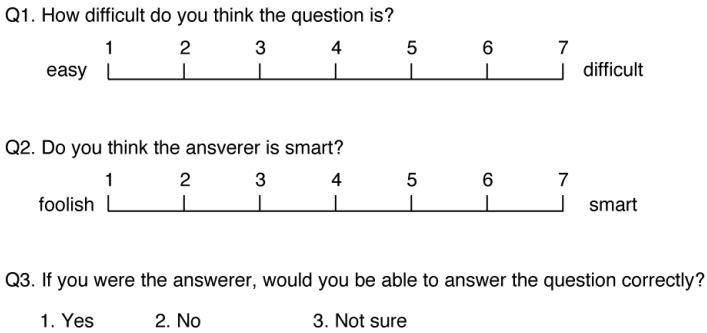 Q1. How difficult do you think the question is?
1 2 3 4 5 6 7
easy difficult
Q2. Do you think the ansverer is smart?
1 2 3 4 5 6 7
foolish smart
Q3. If you were the answerer, would you be able to answer the question correctly?
1. Yes 2. No 3. Not sure